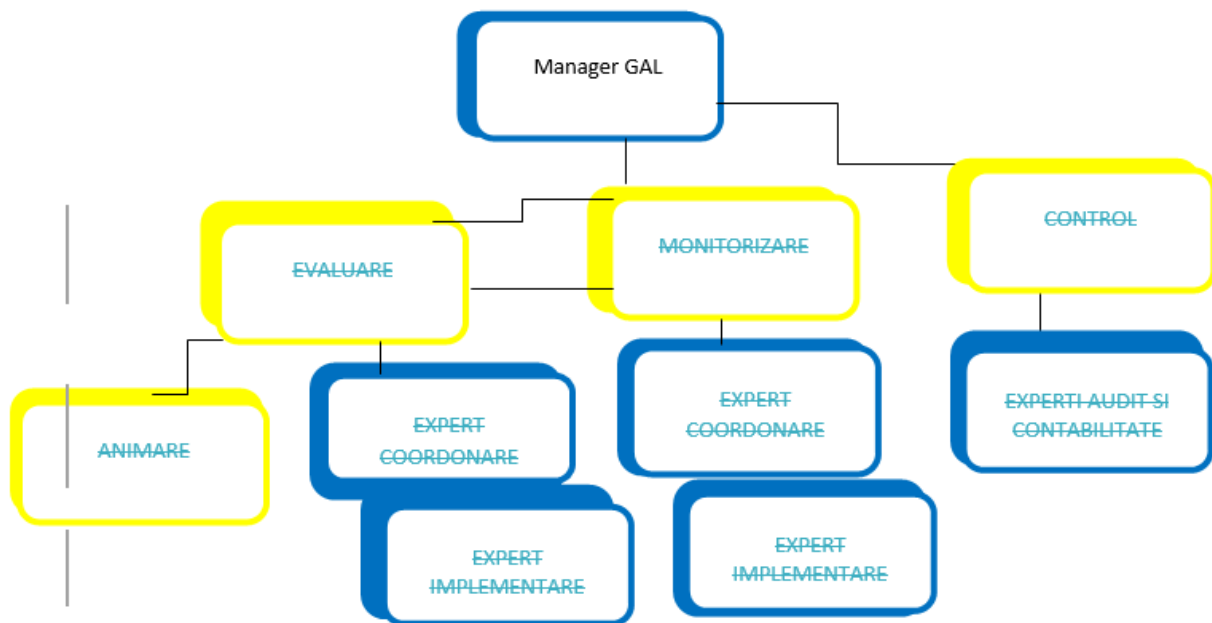 Manager GAL
CONTROL
MONITORIZARE
EVALUARE
EXPERT
COORDONARE
EXPERTI AUDIT SI
CONTABILITATE
EXPERT
COORDONARE
ANIMARE
EXPERT
IMPLEMENTARE
EXPERT
IMPLEMENTARE